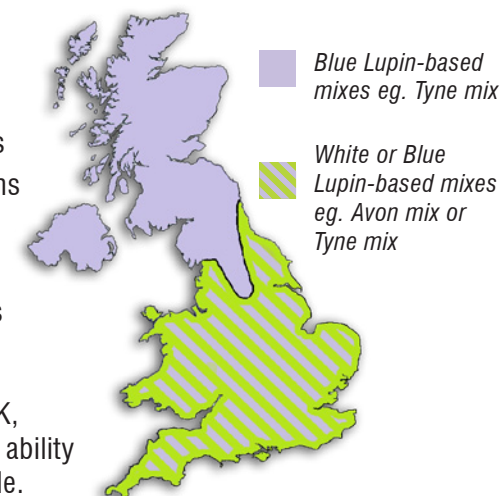 Blue Lupin-based
mixes eg. Tyne mix
White or Blue
Lupin-based mixes
eg. Avon mix or
Tyne mix
s
ns
s
K,
ability
le.